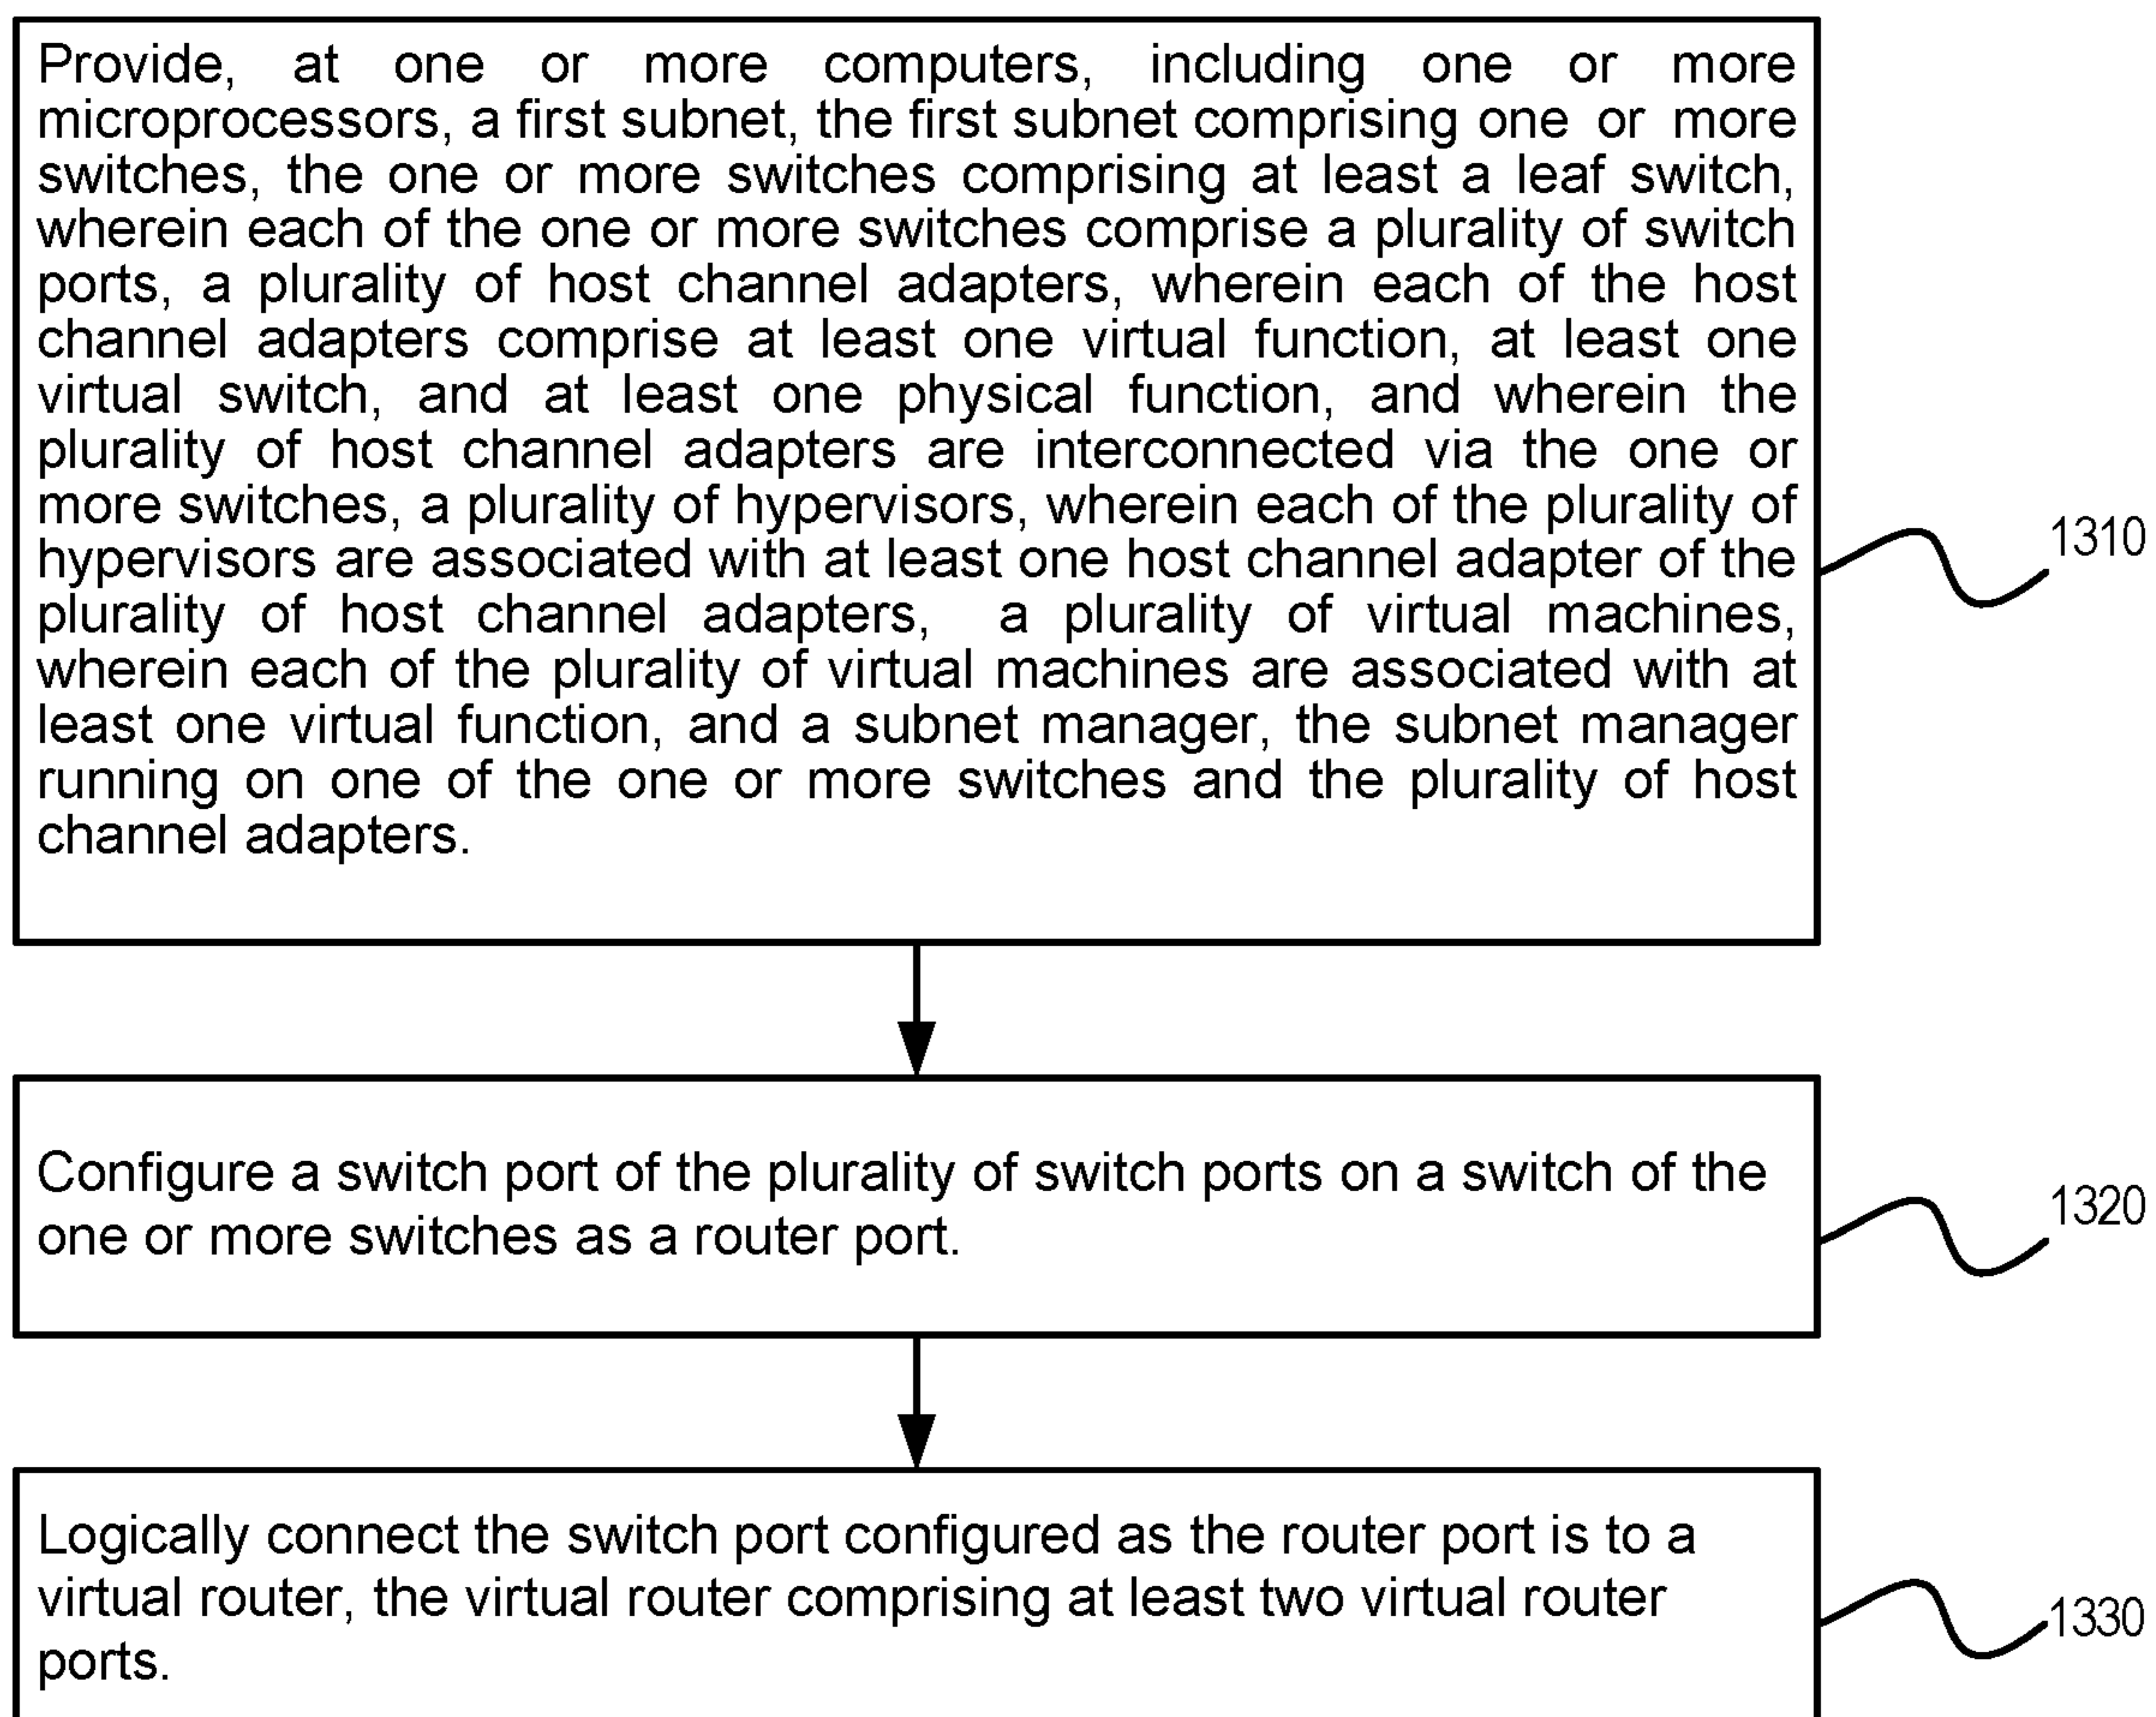 Provide, at one or more computers, including one or more
microprocessors, a first subnet, the first subnet comprising one or more
switches, the one or more switches comprising at least a leaf switch,
wherein each of the one or more switches comprise a plurality of switch
ports, a plurality of host channel adapters, wherein each of the host
channel adapters comprise at least one virtual function, at least one
virtual switch, and at least one physical function, and wherein the
plurality of host channel adapters are interconnected via the one or
more switches, a plurality of hypervisors, wherein each of the plurality of
hypervisors are associated with at least one host channel adapter of the
plurality of host channel adapters, a plurality of virtual machines,
wherein each of the plurality of virtual machines are associated with at
least one virtual function, and a subnet manager, the subnet manager
running on one of the one or more switches and the plurality of host
channel adapters.
1310
Configure a switch port of the plurality of switch ports on a switch of the
one or more switches as a router port.
1320
Logically connect the switch port configured as the router port is to a
virtual router, the virtual router comprising at least two virtual router
ports.
1330